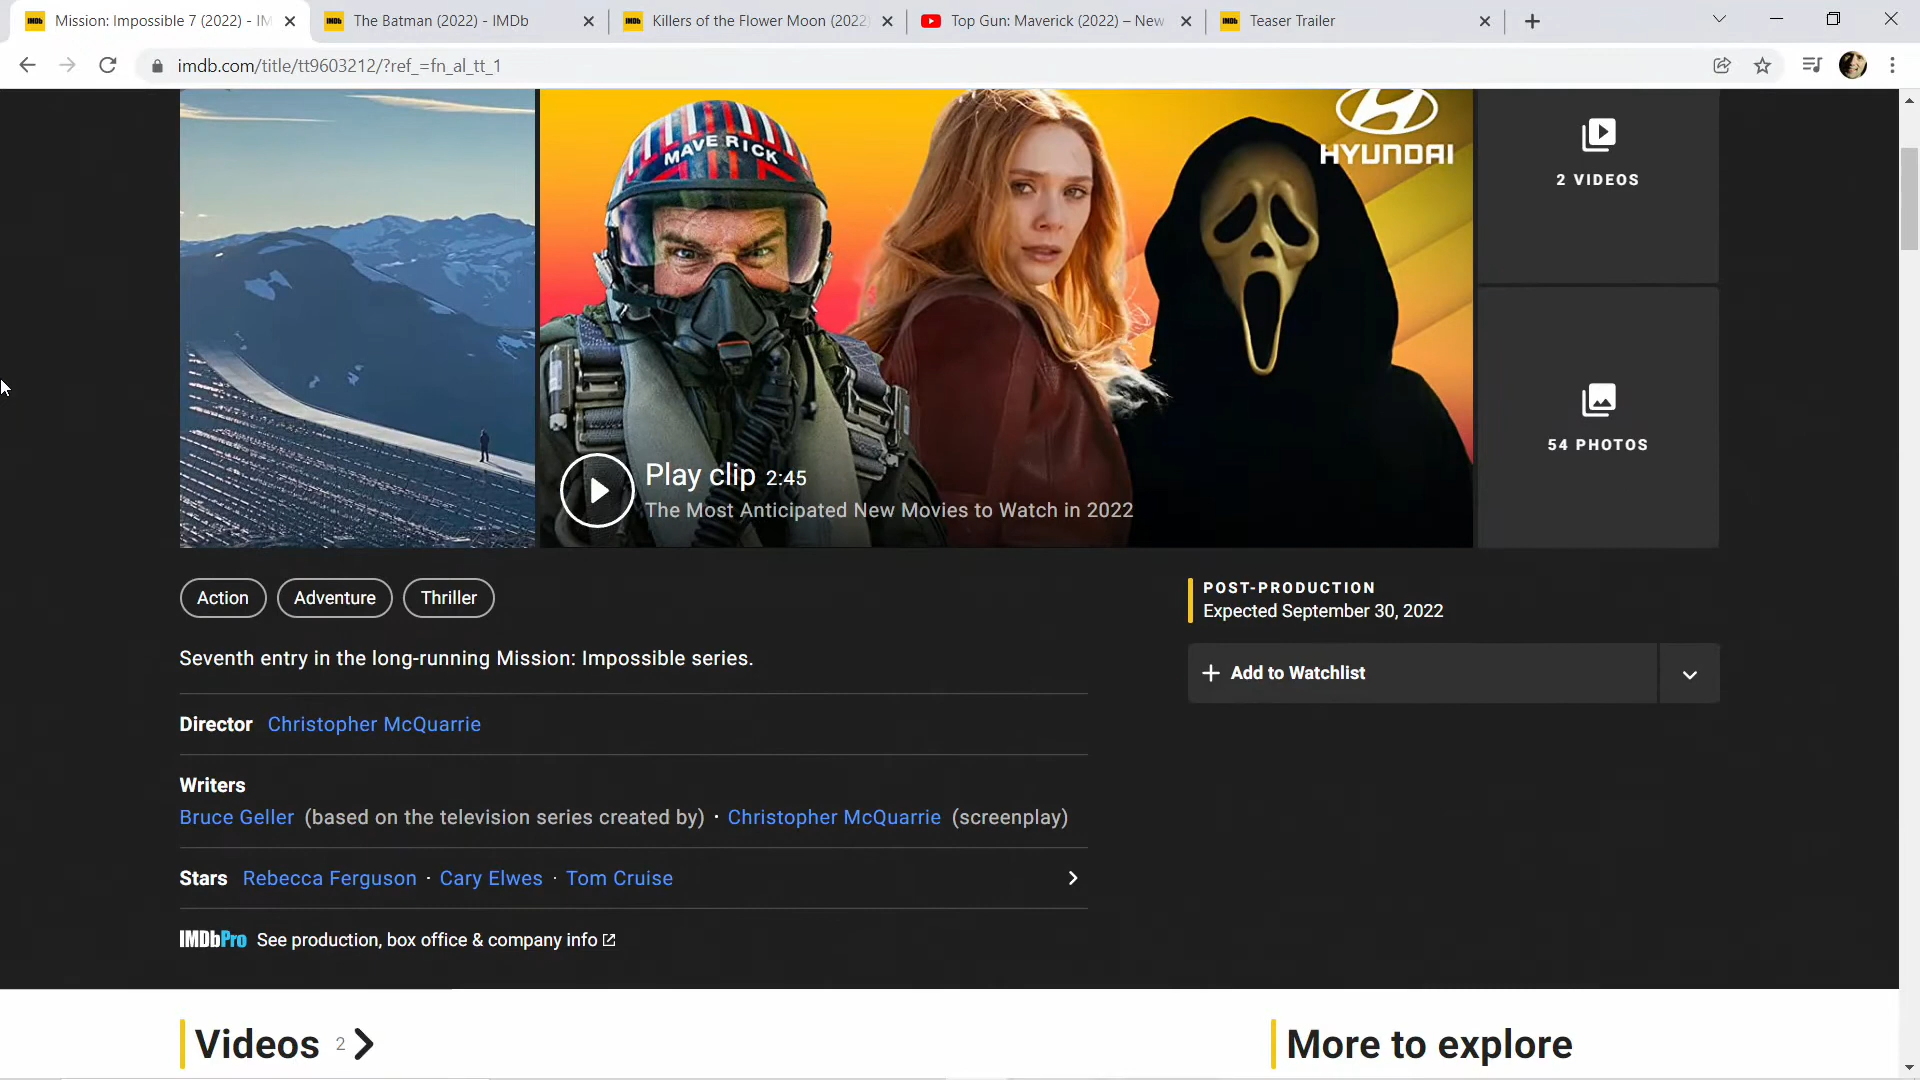 Mission: Impossible 7 (2022) - IM
The Batman (2022) - IMDb
Killers of the Flower Moon (2022
Top Gun: Maverick (2022) – New
Teaser Trailer
imdb.com/title/tt9603212/?ref_=fn_al_tt_1
MAVERICK
HYUNDAI
2 VIDEOS
54 PHOTOS
Play clip 2:45
The Most Anticipated New Movies to Watch in 2022
Action
Adventure
Thriller
POST-PRODUCTION
Expected September 30, 2022
Seventh entry in the long-running Mission: Impossible series.
Add to Watchlist
Director Christopher McQuarrie
Writers
Bruce Geller (based on the television series created by) · Christopher McQuarrie (screenplay)
Stars Rebecca Ferguson · Cary Elwes · Tom Cruise
IMDbPro See production, box office & company info
Videos 2
More to explore